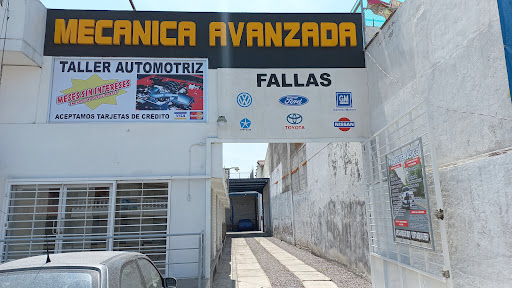 MECANICA AVANZADA
TALLER AUTOMOTRIZ
MESES SIN INTERESES
ACEPTAMOS TARJETAS DE CREDITO
FALLAS
Ford
GM
TOYOTA
NISSAN